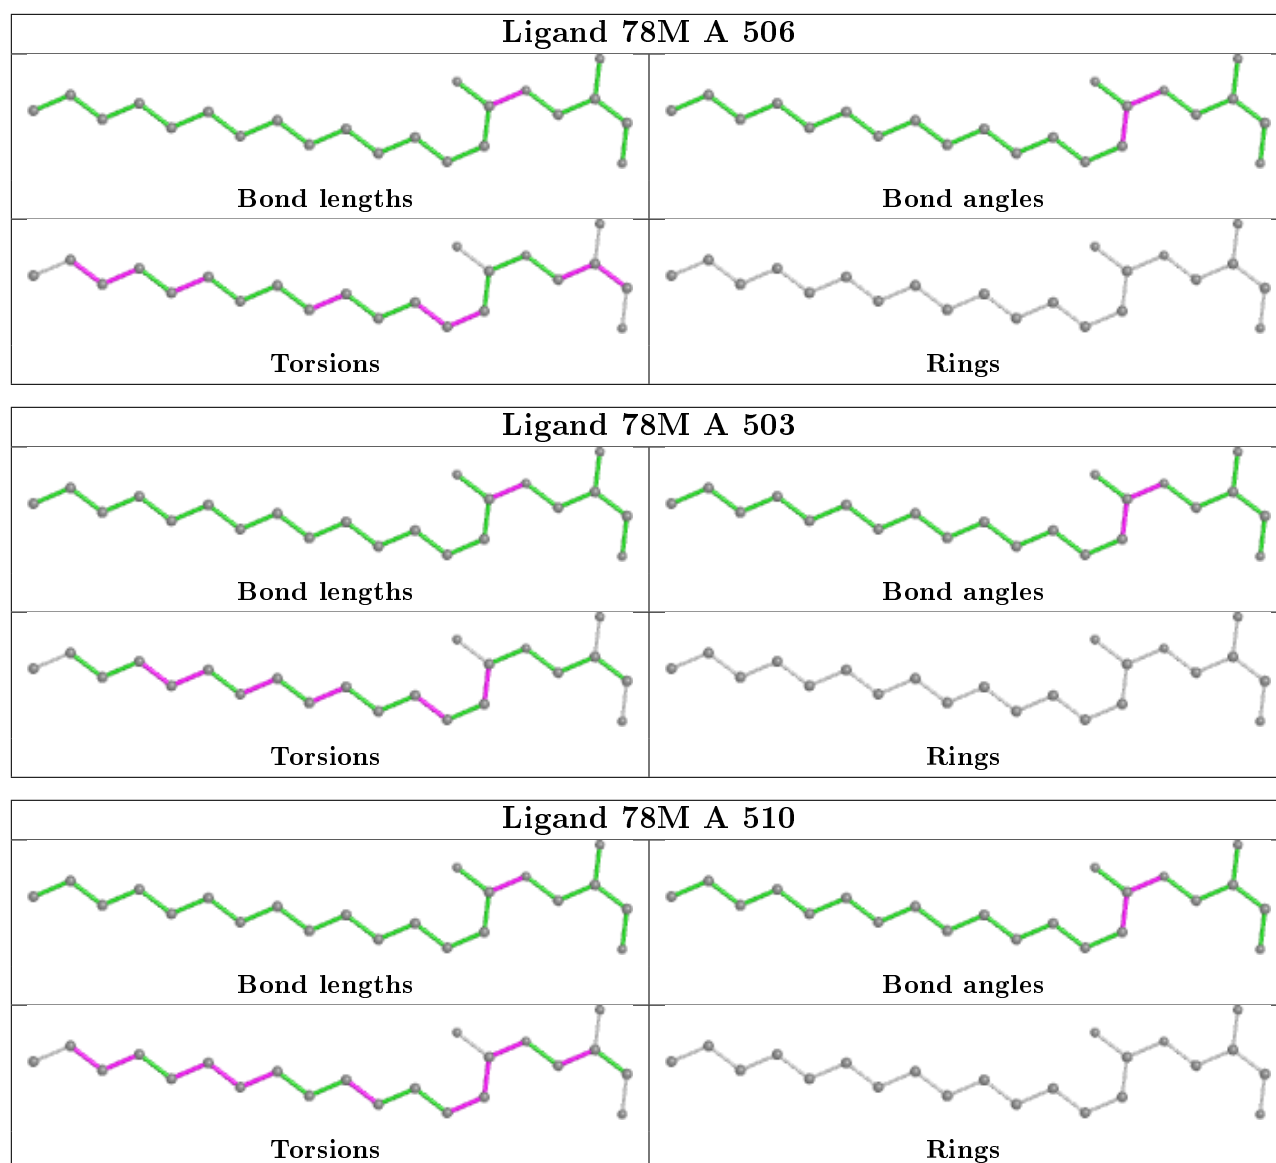 Ligand 78M A 506
Bond lengths
Bond angles
Torsions
Rings
Ligand 78M A 503
Bond lengths
Bond angles
Torsions
Rings
Ligand 78M A 510
Bond lengths
Bond angles
Torsions
Rings